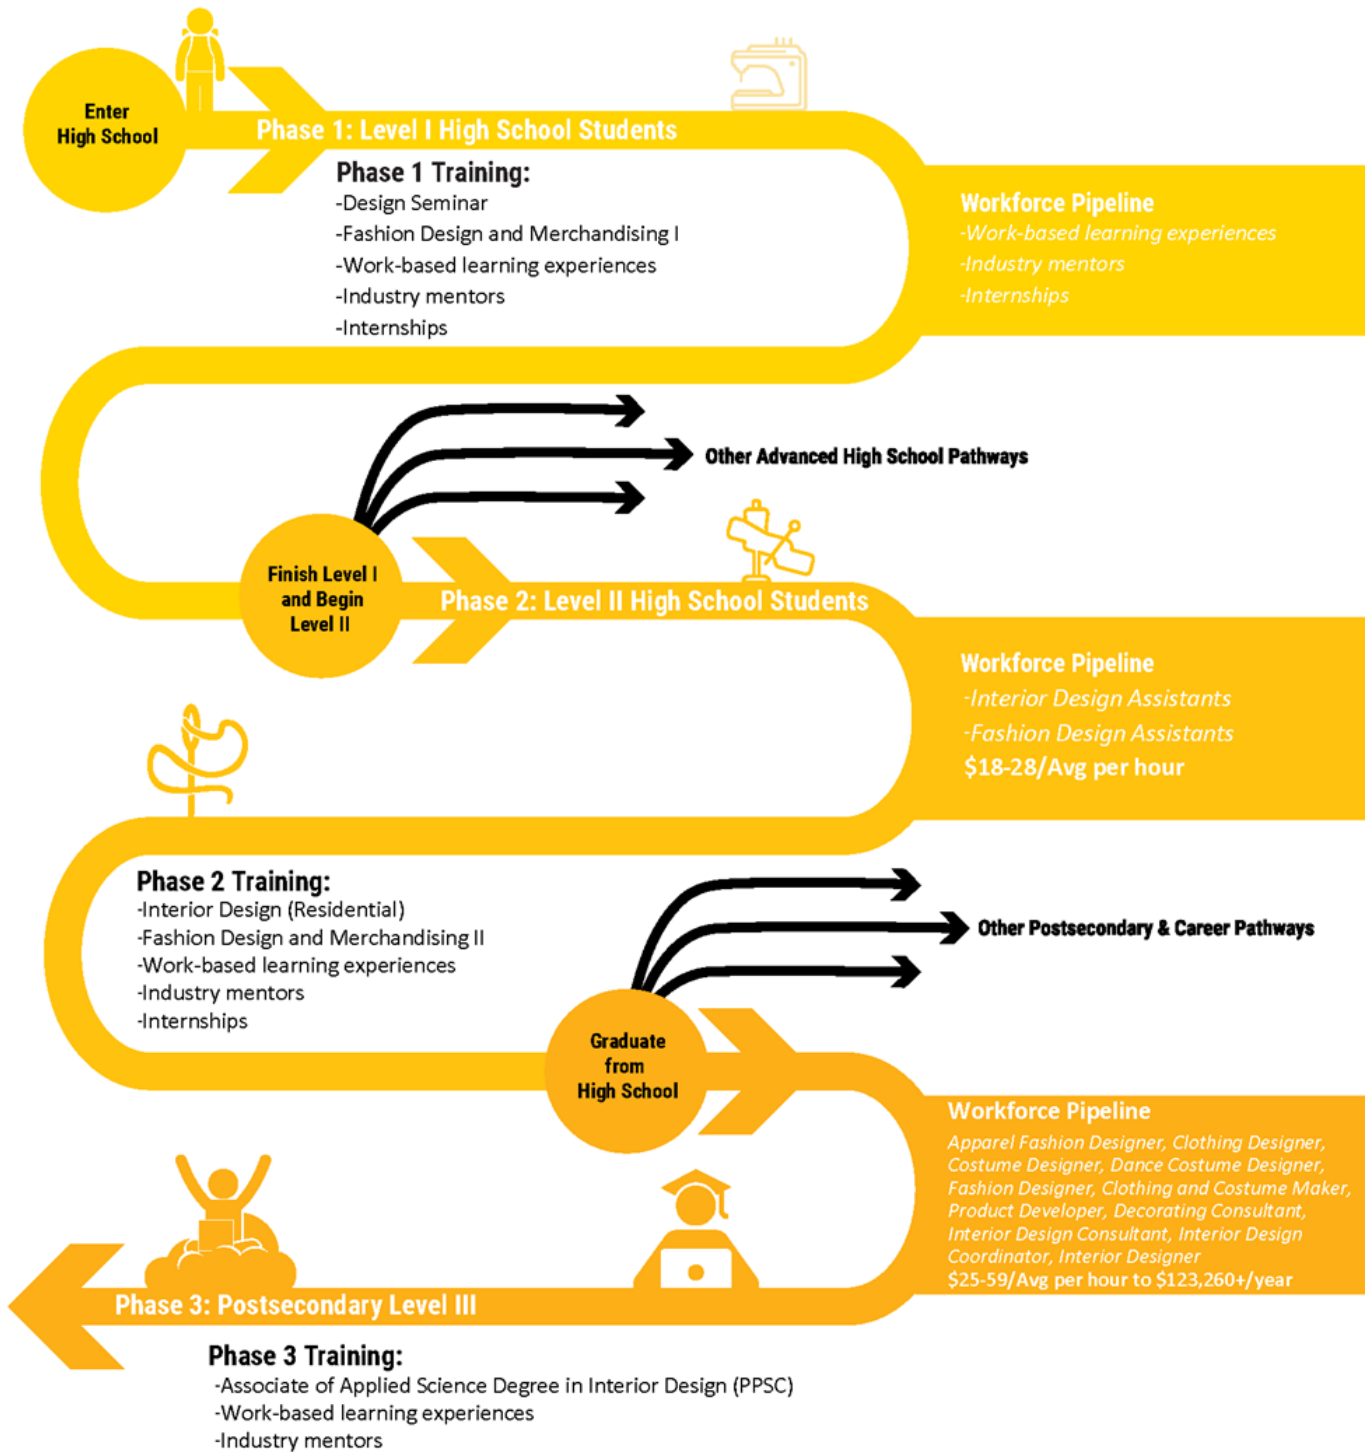 Enter
High School
Phase 1: Level I High School Students
Phase 1 Training:
-Design Seminar
-Fashion Design and Merchandising I
-Work-based learning experiences
-Industry mentors
-Internships
Workforce Pipeline
-Work-based learning experiences
-Industry mentors
-Internships
Other Advanced High School Pathways
Finish Level I
and Begin
Level II
Phase 2: Level II High School Students
Workforce Pipeline
-Interior Design Assistants
-Fashion Design Assistants
$18-28/Avg per hour
Phase 2 Training:
-Interior Design (Residential)
-Fashion Design and Merchandising II
-Work-based learning experiences
-Industry mentors
-Internships
Other Postsecondary & Career Pathways
Graduate
from
High School
Workforce Pipeline
Apparel Fashion Designer, Clothing Designer,
Costume Designer, Dance Costume Designer,
Fashion Designer, Clothing and Costume Maker,
Product Developer, Decorating Consultant,
Interior Design Consultant, Interior Design
Coordinator, Interior Designer
$25-59/Avg per hour to $123,260+/year
Phase 3: Postsecondary Level III
Phase 3 Training:
-Associate of Applied Science Degree in Interior Design (PPSC)
-Work-based learning experiences
-Industry mentors